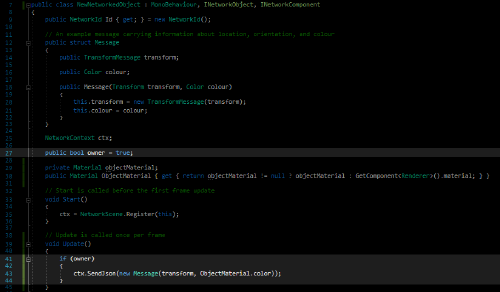 public class NewNetworkedObject : MonoBehaviour, INetworkObject, INetworkComponent
{
public NetworkId Id { get; } = new NetworkId();
// An example message carrying information about location, orientation, and colour
public struct Message
{
public TransformMessage transform;
public Color colour;
public Message(Transform transform, Color colour)
{
this.transform = new TransformMessage(transform);
this.colour = colour;
}
}
NetworkContext ctx;
27 public bool owner = true;
private Material objectMaterial;
public Material ObjectMaterial { get { return objectMaterial != null ? objectMaterial : GetComponent<Renderer>().material; } }
// Start is called before the first frame update
void Start()
{
ctx = NetworkScene.Register(this);
}
// Update is called once per frame
void Update()
{
41 if (owner)
42 {
43 ctx.SendJson(new Message(transform, ObjectMaterial.color));
44 }
}